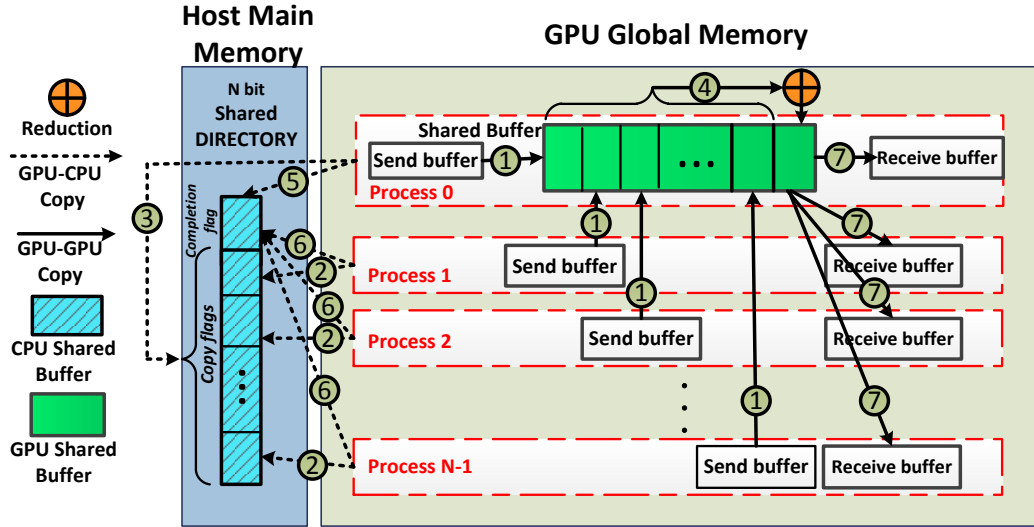 Host Main
Memory
GPU Global Memory
N bit
Shared
DIRECTORY
Reduction
GPU-CPU
Copy
3
GPU-GPU
Copy
CPU Shared
Buffer
GPU Shared
Buffer
Completion
flag
Copy flags
5
6
2
6
2
6
2
4
Shared Buffer
Send buffer
1
7
Receive buffer
Process 0
1
7
Process 1
Send buffer
Receive buffer
1
7
Process 2
Send buffer
Receive buffer
1
7
Process N-1
Send buffer
Receive buffer